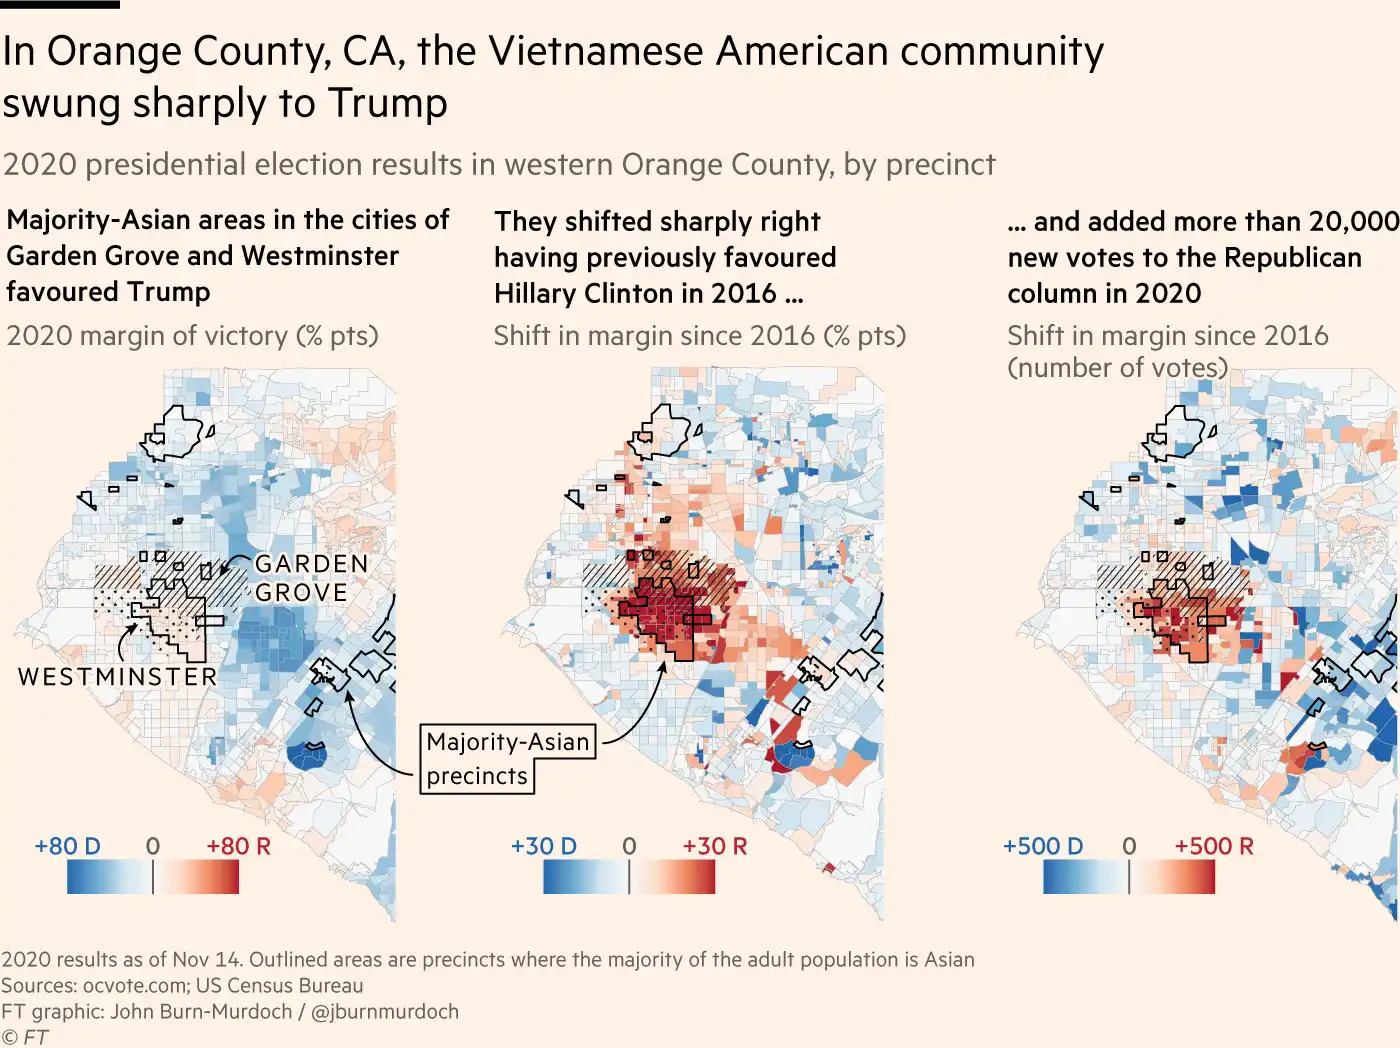 In Orange County, CA, the Vietnamese American community
swung sharply to Trump
2020 presidential election results in western Orange County, by precinct
Majority-Asian areas in the cities of
Garden Grove and Westminster
favoured Trump
2020 margin of victory (% pts)
They shifted sharply right
having previously favoured
Hillary Clinton in 2016 ...
Shift in margin since 2016 (% pts)
... and added more than 20,000
new votes to the Republican
column in 2020
Shift in margin since 2016
(number of votes)
GARDEN
GROVE
WESTMINSTER
Majority-Asian
precincts
+80 D 0 +80 R
+30 D 0 +30 R
+500 D 0 +500 R
2020 results as of Nov 14. Outlined areas are precincts where the majority of the adult population is Asian
Sources: ocvote.com; US Census Bureau
FT graphic: John Burn-Murdoch / @jburnmurdoch
© FT